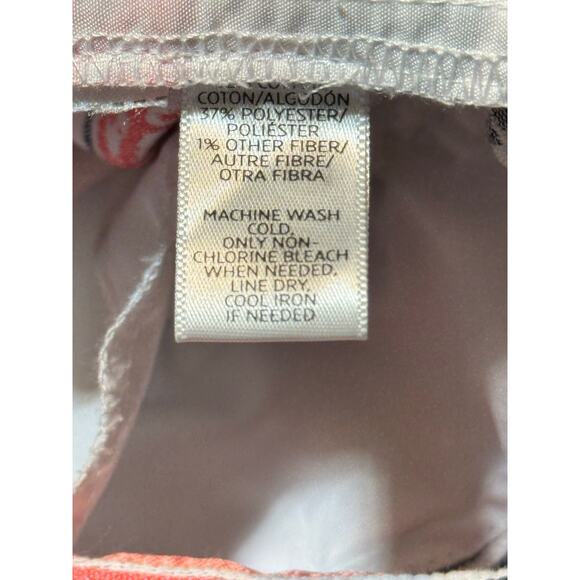 COTON/ALGODÓN
37% POLYESTER/
POLIÉSTER
1% OTHER FIBER/
AUTRE FIBRE/
OTRA FIBRA
MACHINE WASH
COLD.
ONLY NON-
CHLORINE BLEACH
WHEN NEEDED.
LINE DRY.
COOL IRON
IF NEEDED